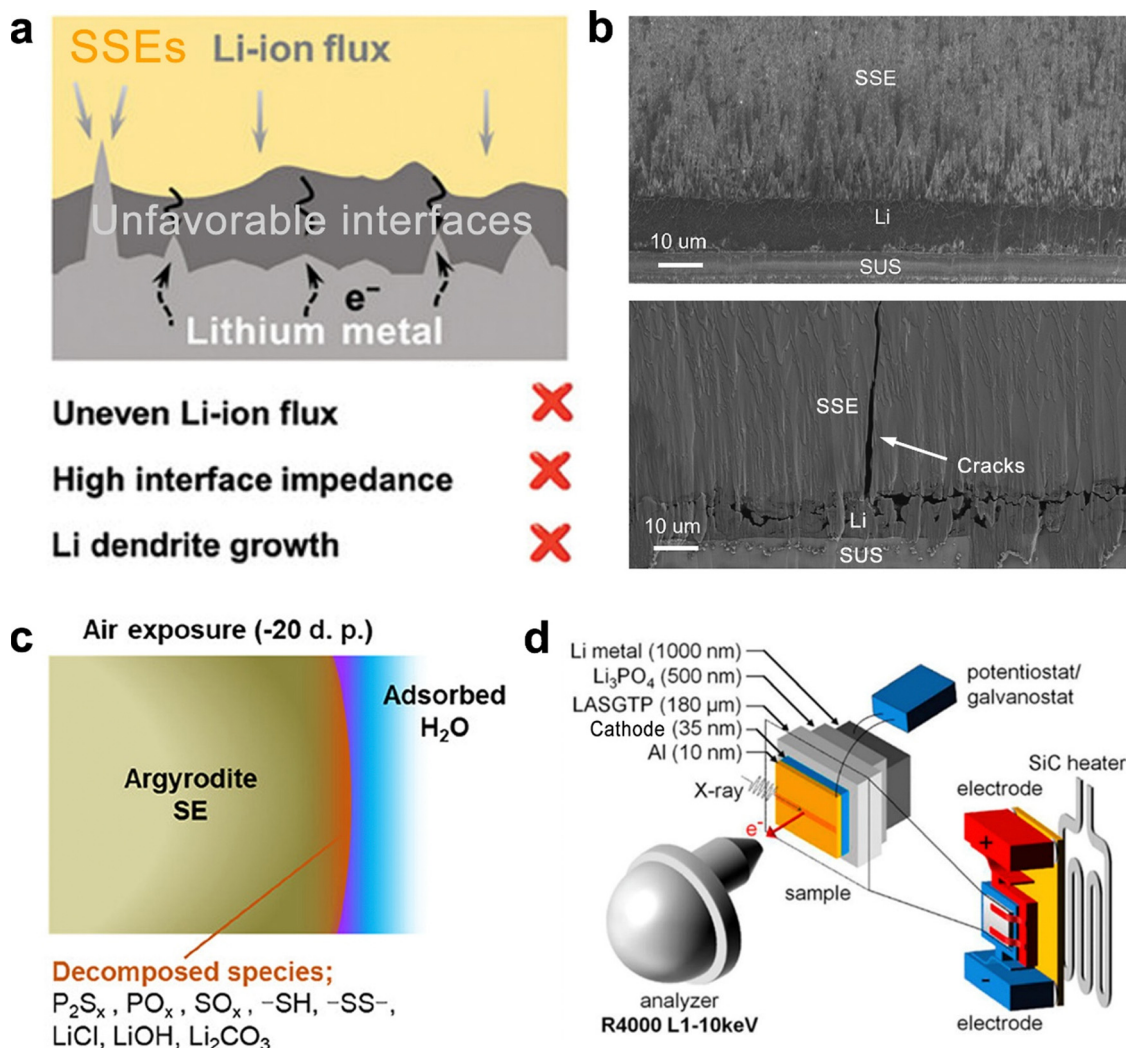 a
SSEs Li-ion flux
Unfavorable interfaces
e⁻
Lithium metal
Uneven Li-ion flux
High interface impedance
Li dendrite growth
b
SSE
Li
10 um
SUS
SSE
Cracks
Li
10 um
SUS
c
Air exposure (-20 d. p.)
Adsorbed
H₂O
Argyrodite
SE
Decomposed species;
P₂Sₓ, POₓ, SOₓ, -SH, -SS-,
LiCl, LiOH, Li₂CO₃
d
Li metal (1000 nm)
Li₃PO₄ (500 nm)
LASGTP (180 µm)
Cathode (35 nm)
Al (10 nm)
X-ray
e⁻
potentiostat/
galvanostat
SiC heater
electrode
+
sample
-
analyzer
R4000 L1-10keV
electrode